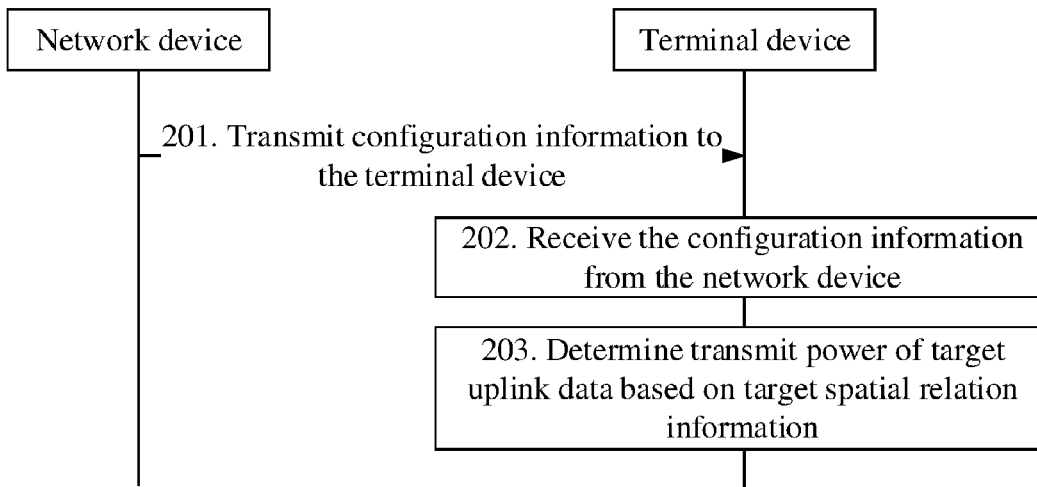 Network device
Terminal device
201. Transmit configuration information to
the terminal device
202. Receive the configuration information
from the network device
203. Determine transmit power of target
uplink data based on target spatial relation
information